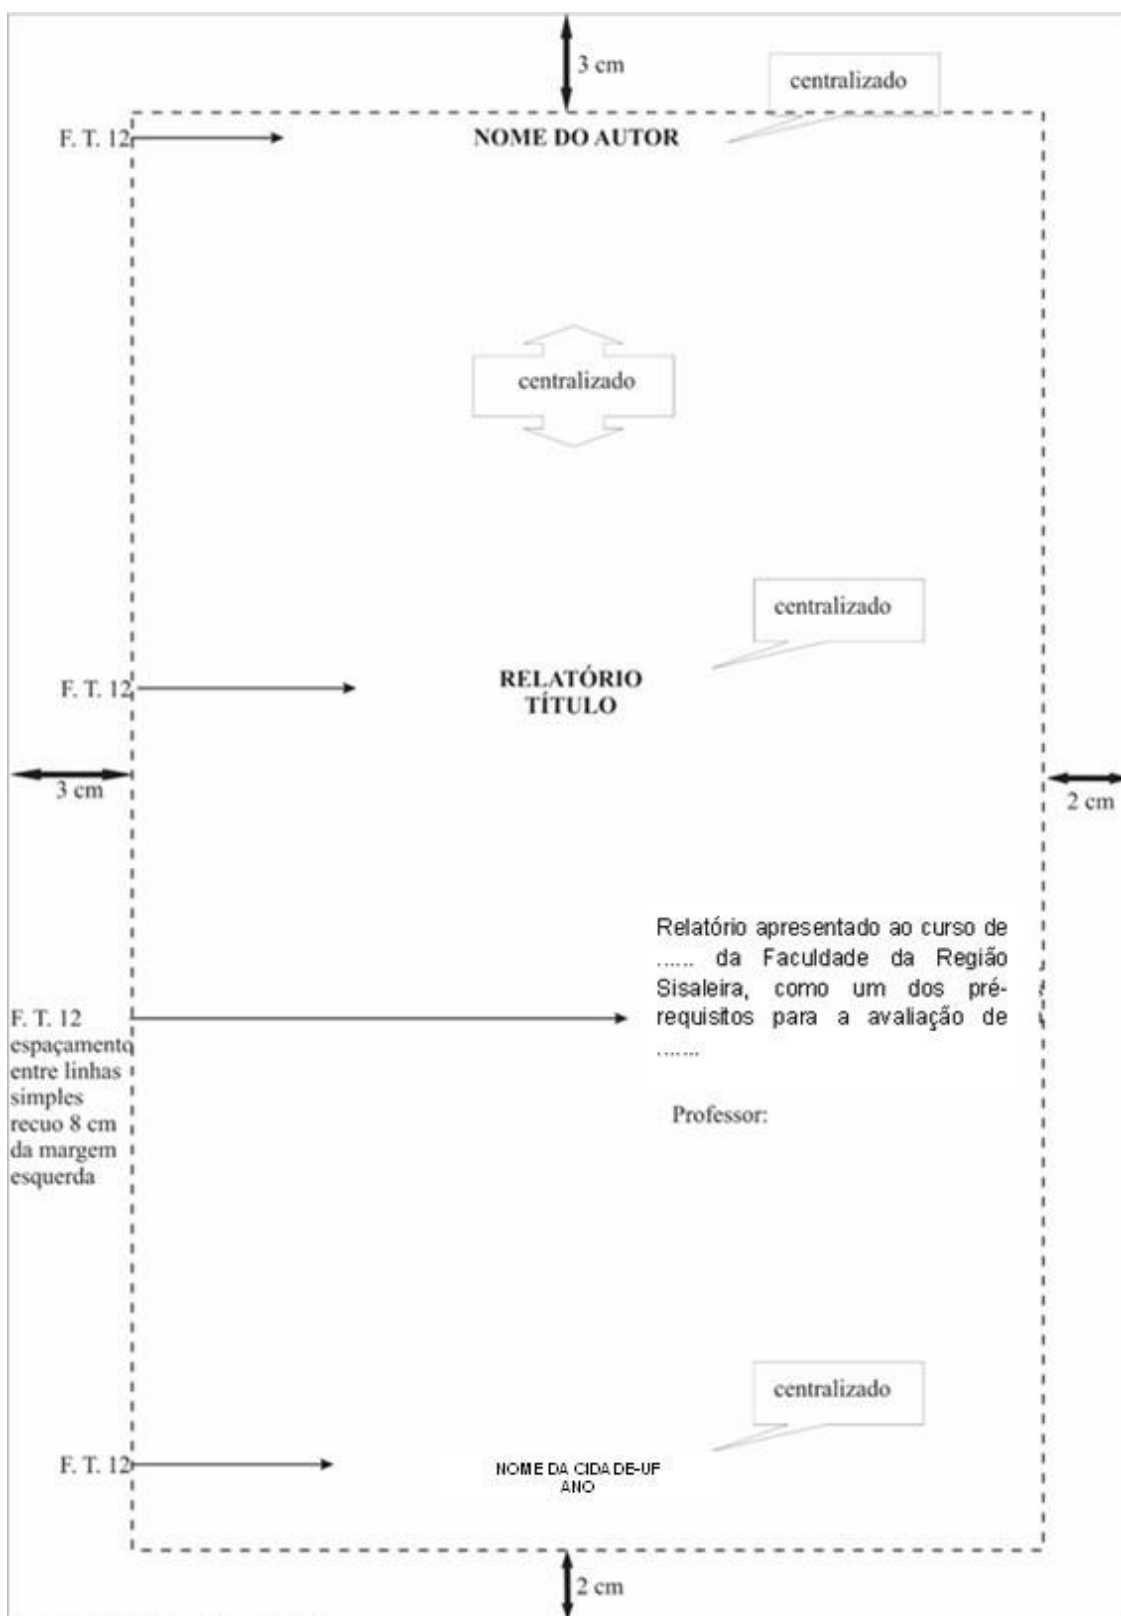 3 cm
centralizado
F. T. 12
NOME DO AUTOR
centralizado
centralizado
F. T. 12
RELATÓRIO
TÍTULO
3 cm
2 cm
Relatório apresentado ao curso de
...... da Faculdade da Região
Sisaleira, como um dos pré-
requisitos para a avaliação de
.......
F. T. 12
espaçamento
entre linhas
simples
recuo 8 cm
da margem
esquerda
Professor:
centralizado
F. T. 12
NOME DA CIDADE-UF
ANO
2 cm